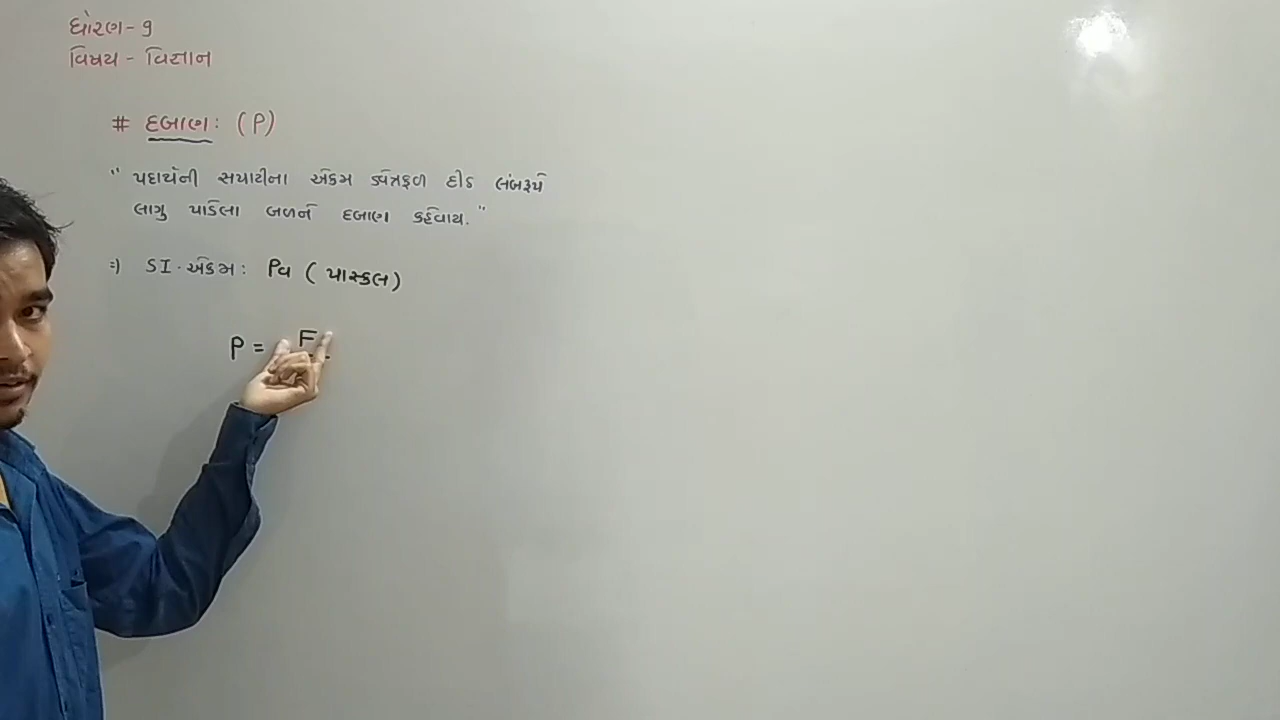 ધોરણ - 9
વિષય - વિજ્ઞાન
# દબાણ : (P)
" પદાર્થની સપાટીના એકમ ક્ષેત્રફળ દીઠ લંબરૂપે
લાગુ પાડેલા બળને દબાણ કહેવાય. "
⇒ SI. એકમ : Pa ( પાસ્કલ )
P = F